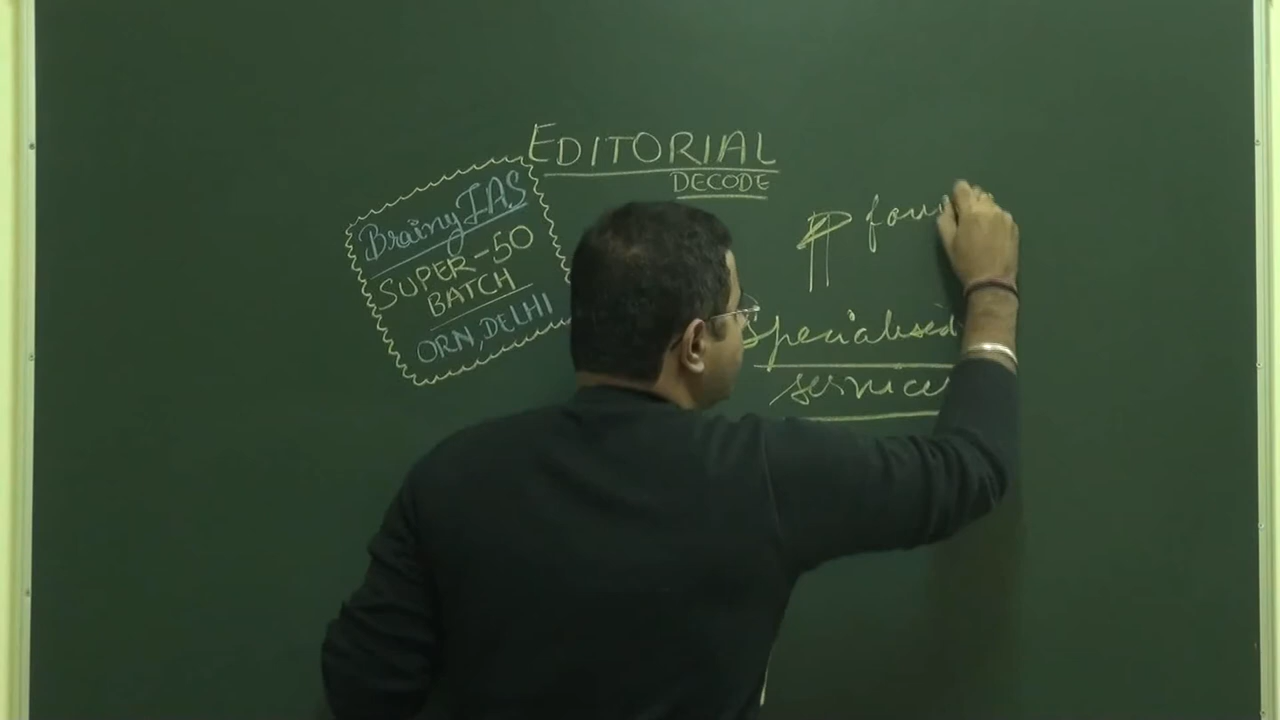 EDITORIAL
DECODE
Brainy IAS
SUPER-50
BATCH
ORN, DELHI
Specialised
services